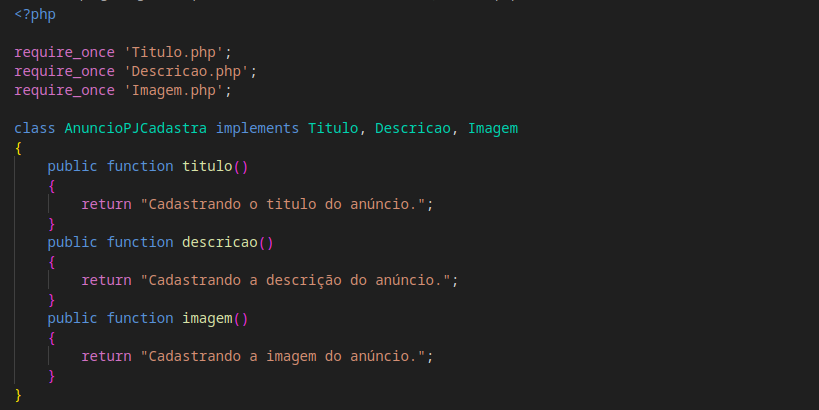 <?php
require_once 'Titulo.php';
require_once 'Descricao.php';
require_once 'Imagem.php';
class AnuncioPJCadastra implements Titulo, Descricao, Imagem
{
public function titulo()
{
return "Cadastrando o titulo do anúncio.";
}
public function descricao()
{
return "Cadastrando a descrição do anúncio.";
}
public function imagem()
{
return "Cadastrando a imagem do anúncio.";
}
}